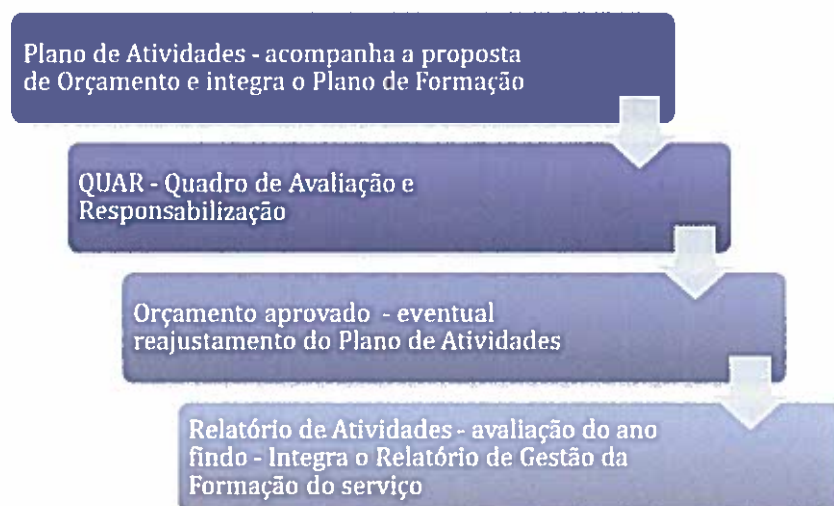 Plano de Atividades - acompanha a proposta
de Orçamento e integra o Plano de Formação
QUAR - Quadro de Avaliação e
Responsabilização
Orçamento aprovado - eventual
reajustamento do Plano de Atividades
Relatório de Atividades - avaliação do ano
findo - Integra o Relatório de Gestão da
Formação do serviço